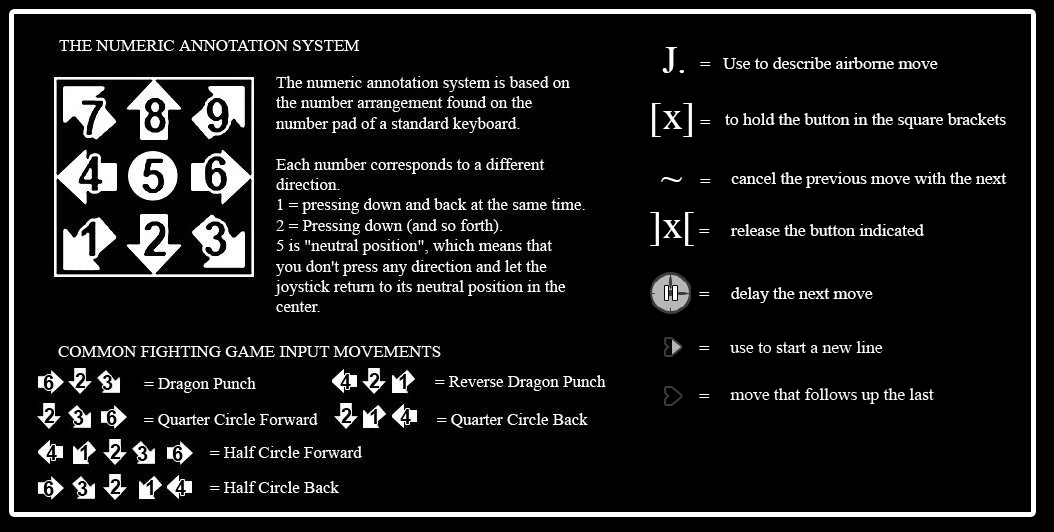 THE NUMERIC ANNOTATION SYSTEM
7 8 9
4 5 6
1 2 3
The numeric annotation system is based on
the number arrangement found on the
number pad of a standard keyboard.
Each number corresponds to a different
direction.
1 = pressing down and back at the same time.
2 = Pressing down (and so forth).
5 is "neutral position", which means that
you don't press any direction and let the
joystick return to its neutral position in the
center.
COMMON FIGHTING GAME INPUT MOVEMENTS
6 2 3 = Dragon Punch
4 2 1 = Reverse Dragon Punch
2 3 6 = Quarter Circle Forward
2 1 4 = Quarter Circle Back
4 1 2 3 6 = Half Circle Forward
6 3 2 1 4 = Half Circle Back
J. = Use to describe airborne move
[x] = to hold the button in the square brackets
~ = cancel the previous move with the next
]x[ = release the button indicated
= delay the next move
= use to start a new line
= move that follows up the last